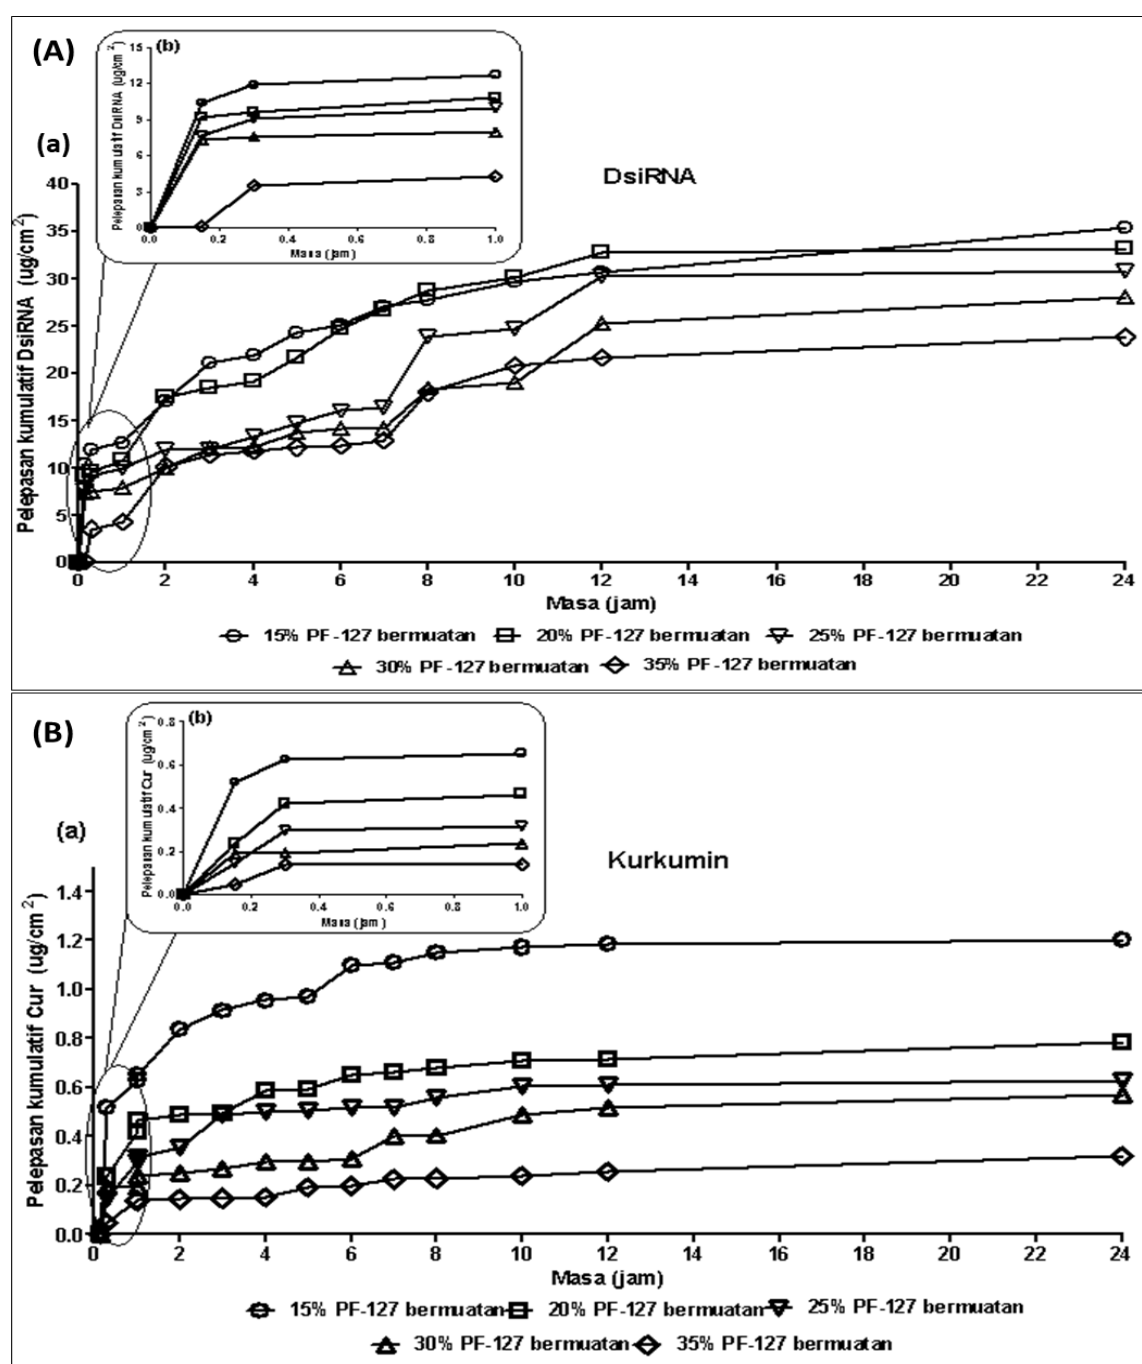 (A)
(b)
Pelepasan kumulatif DsiRNA (ug/cm²)
15
12
9
6
3
0
0.0 0.2 0.4 0.6 0.8 1.0
Masa (jam)
(a)
DsiRNA
Pelepasan kumulatif DsiRNA (ug/cm²)
40
35
30
25
20
15
10
5
0
0 2 4 6 8 10 12 14 16 18 20 22 24
Masa (jam)
15% PF-127 bermuatan 20% PF-127 bermuatan 25% PF-127 bermuatan
30% PF-127 bermuatan 35% PF-127 bermuatan
(B)
(b)
Pelepasan kumulatif Cur (ug/cm²)
0.8
0.6
0.4
0.2
0.0
0.0 0.2 0.4 0.6 0.8 1.0
Masa (jam)
(a)
Kurkumin
Pelepasan kumulatif Cur (ug/cm²)
1.4
1.2
1.0
0.8
0.6
0.4
0.2
0.0
0 2 4 6 8 10 12 14 16 18 20 22 24
Masa (jam)
15% PF-127 bermuatan 20% PF-127 bermuatan 25% PF-127 bermuatan
30% PF-127 bermuatan 35% PF-127 bermuatan